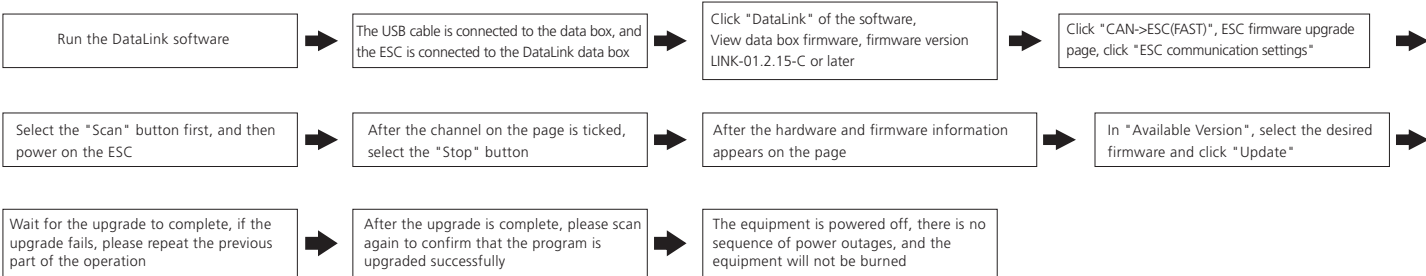 Run the DataLink software
The USB cable is connected to the data box, and
the ESC is connected to the DataLink data box
Click "DataLink" of the software,
View data box firmware, firmware version
LINK-01.2.15-C or later
Click "CAN->ESC(FAST)", ESC firmware upgrade
page, click "ESC communication settings"
Select the "Scan" button first, and then
power on the ESC
After the channel on the page is ticked,
select the "Stop" button
After the hardware and firmware information
appears on the page
In "Available Version", select the desired
firmware and click "Update"
Wait for the upgrade to complete, if the
upgrade fails, please repeat the previous
part of the operation
After the upgrade is complete, please scan
again to confirm that the program is
upgraded successfully
The equipment is powered off, there is no
sequence of power outages, and the
equipment will not be burned